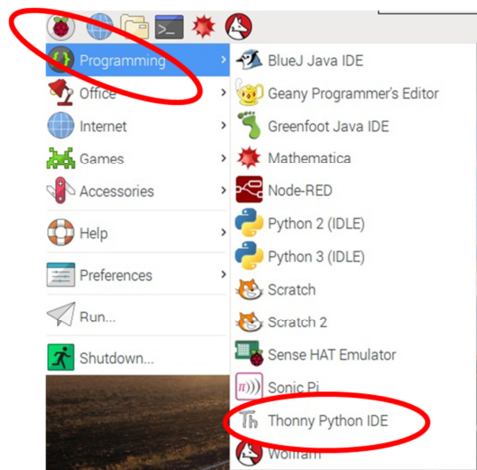 Programming
Office
Internet
Games
Accessories
Help
Preferences
Run...
Shutdown...
BlueJ Java IDE
Geany Programmer's Editor
Greenfoot Java IDE
Mathematica
Node-RED
Python 2 (IDLE)
Python 3 (IDLE)
Scratch
Scratch 2
Sense HAT Emulator
π))) Sonic Pi
Th Thonny Python IDE
Wolfram